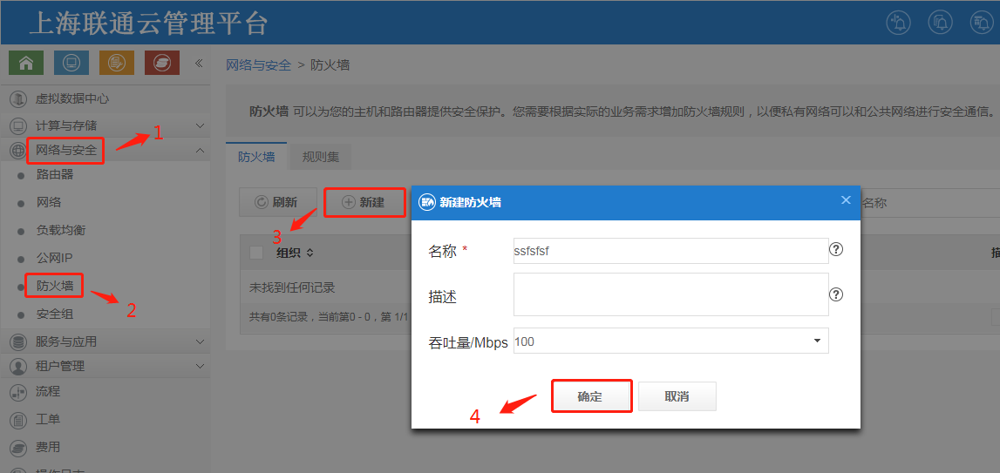 上海联通云管理平台
网络与安全 > 防火墙
虚拟数据中心
计算与存储
网络与安全
1
路由器
网络
负载均衡
公网IP
防火墙
2
安全组
服务与应用
租户管理
流程
工单
费用
防火墙 可以为您的主机和路由器提供安全保护。您需要根据实际的业务需求增加防火墙规则，以便私有网络可以和公共网络进行安全通信。
防火墙 规则集
刷新 新建 名称
3
组织
未找到任何记录
共有0条记录，当前第0 - 0，第 1/1
新建防火墙
名称 * ssfsfsf
描述
吞吐量/Mbps 100
确定 取消
4